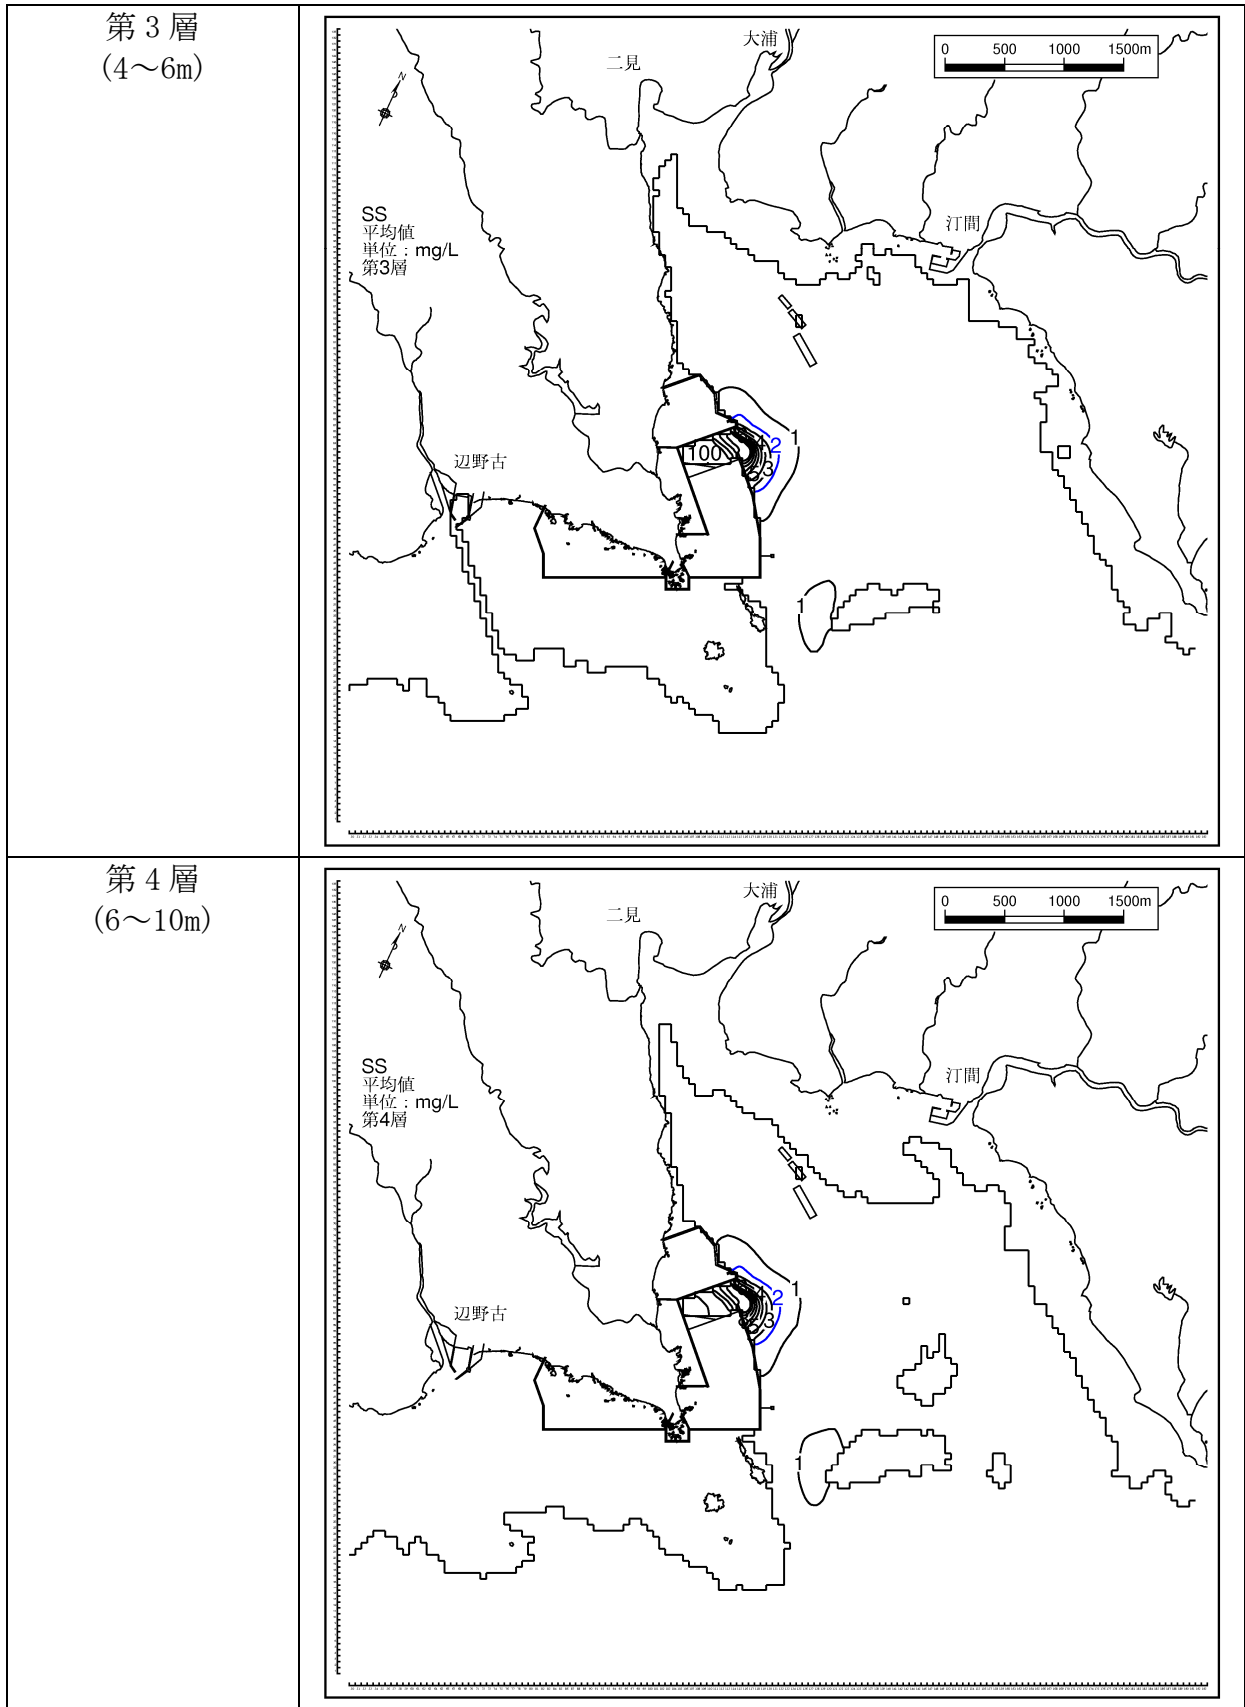 第3層
(4～6m)
大浦
二見
0 500 1000 1500m
N
SS
平均値
単位：mg/L
第3層
汀間
辺野古
100
1
2
3
1
第4層
(6～10m)
大浦
二見
0 500 1000 1500m
N
SS
平均値
単位：mg/L
第4層
汀間
辺野古
1
2
3
1